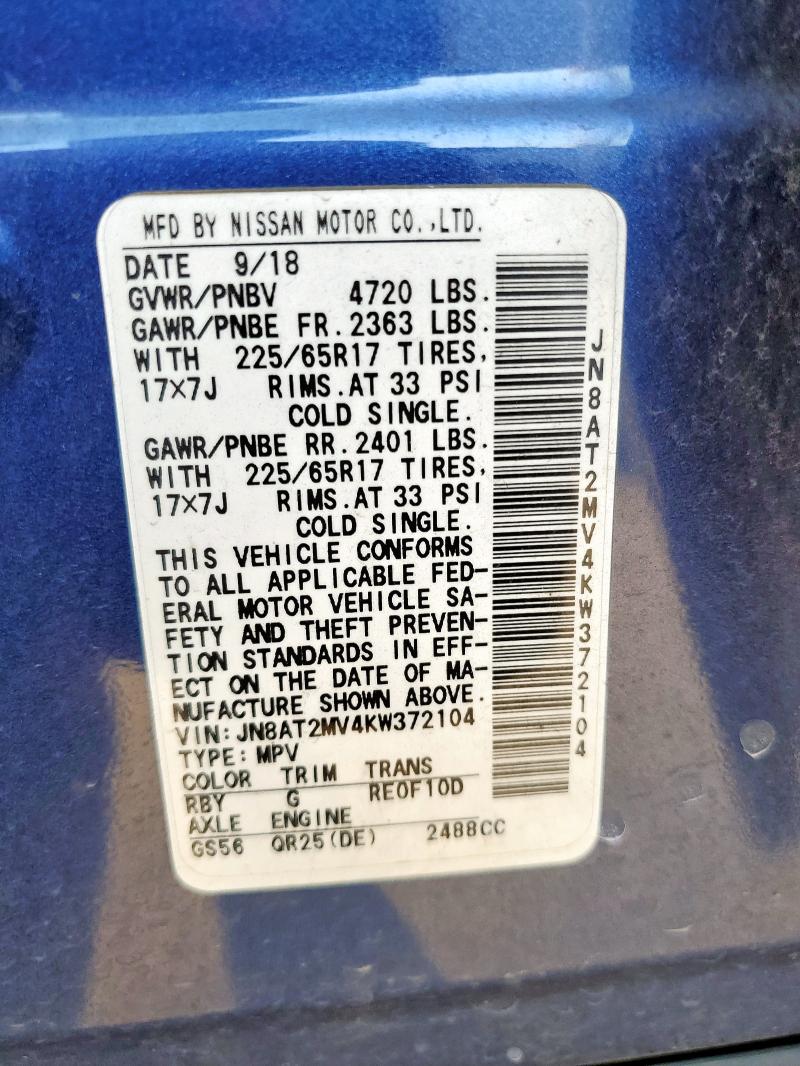 MFD BY NISSAN MOTOR CO.,LTD.
DATE 9/18
GVWR/PNBV 4720 LBS.
GAWR/PNBE FR. 2363 LBS.
WITH 225/65R17 TIRES,
17×7J RIMS. AT 33 PSI
COLD SINGLE.
GAWR/PNBE RR. 2401 LBS.
WITH 225/65R17 TIRES,
17×7J RIMS. AT 33 PSI
COLD SINGLE.
THIS VEHICLE CONFORMS
TO ALL APPLICABLE FED-
ERAL MOTOR VEHICLE SA-
FETY AND THEFT PREVEN-
TION STANDARDS IN EFF-
ECT ON THE DATE OF MA-
NUFACTURE SHOWN ABOVE.
VIN: JN8AT2MV4KW372104
TYPE: MPV
COLOR TRIM TRANS
RBY G RE0F10D
AXLE ENGINE
GS56 QR25(DE) 2488CC
JN8AT2MV4KW372104